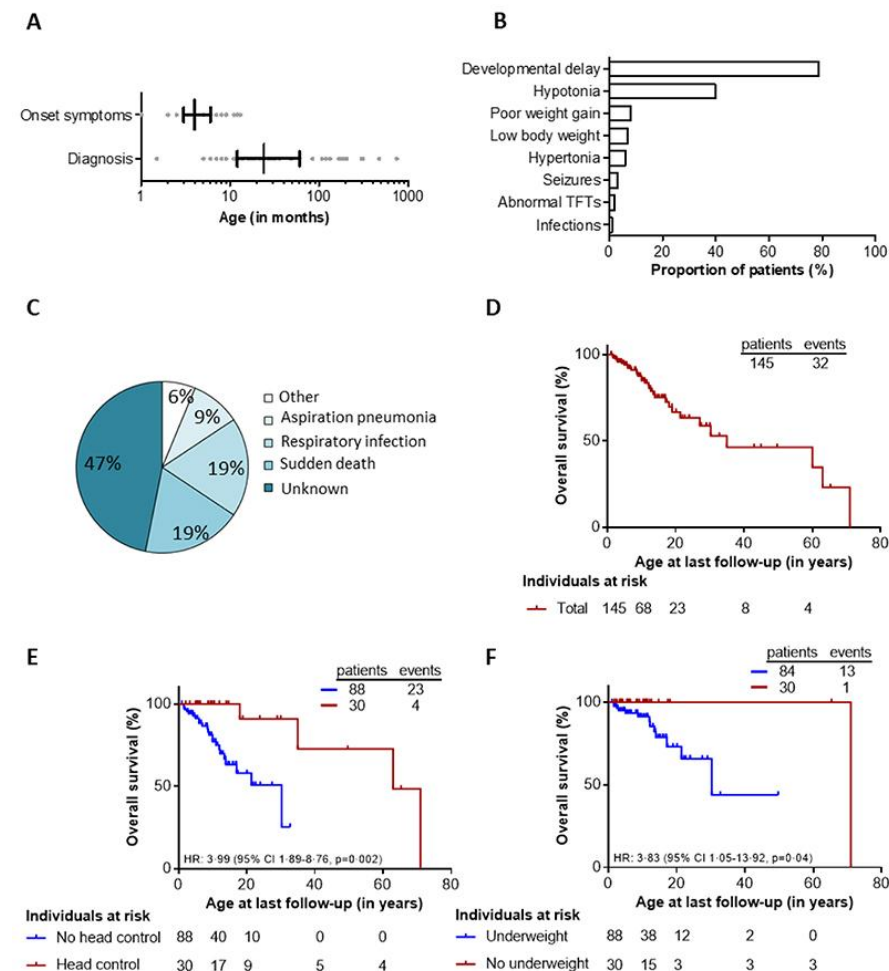 A
Onset symptoms
Diagnosis
1 10 100 1000
Age (in months)
B
Developmental delay
Hypotonia
Poor weight gain
Low body weight
Hypertonia
Seizures
Abnormal TFTs
Infections
0 20 40 60 80 100
Proportion of patients (%)
C
6%
9%
19%
19%
47%
Other
Aspiration pneumonia
Respiratory infection
Sudden death
Unknown
D
patients events
145 32
Overall survival (%)
100
50
0
0 20 40 60 80
Age at last follow-up (in years)
Individuals at risk
Total 145 68 23 8 4
E
patients events
88 23
30 4
Overall survival (%)
100
50
0
HR: 3·99 (95% CI 1·89-8·76, p=0·002)
0 20 40 60 80
Age at last follow-up (in years)
Individuals at risk
No head control 88 40 10 0 0
Head control 30 17 9 5 4
F
patients events
84 13
30 1
Overall survival (%)
100
50
0
HR: 3·83 (95% CI 1·05-13·92, p=0·04)
0 20 40 60 80
Age at last follow-up (in years)
Individuals at risk
Underweight 88 38 12 2 0
No underweight 30 15 3 3 3